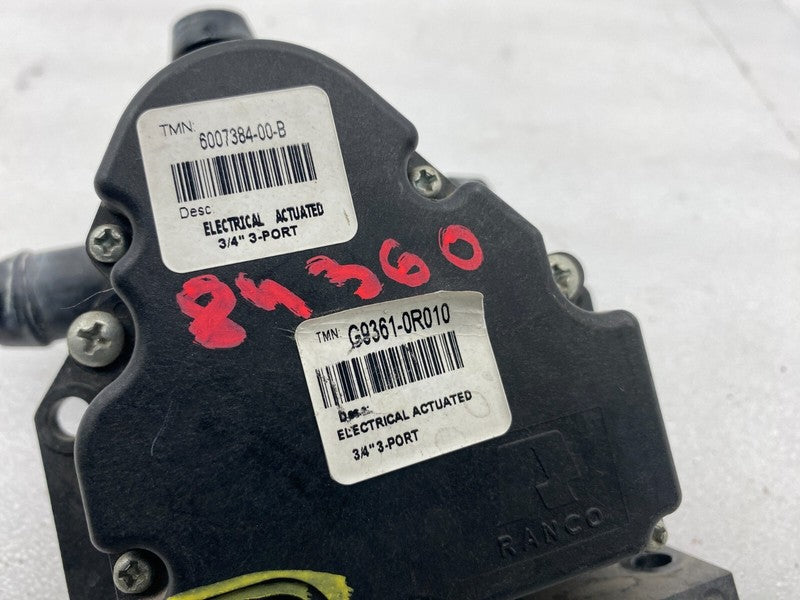 TMN: 6007384-00-B
Desc
ELECTRICAL ACTUATED
3/4" 3-PORT
84360
TMN: G9361-0R010
ELECTRICAL ACTUATED
3/4" 3-PORT
RANCO